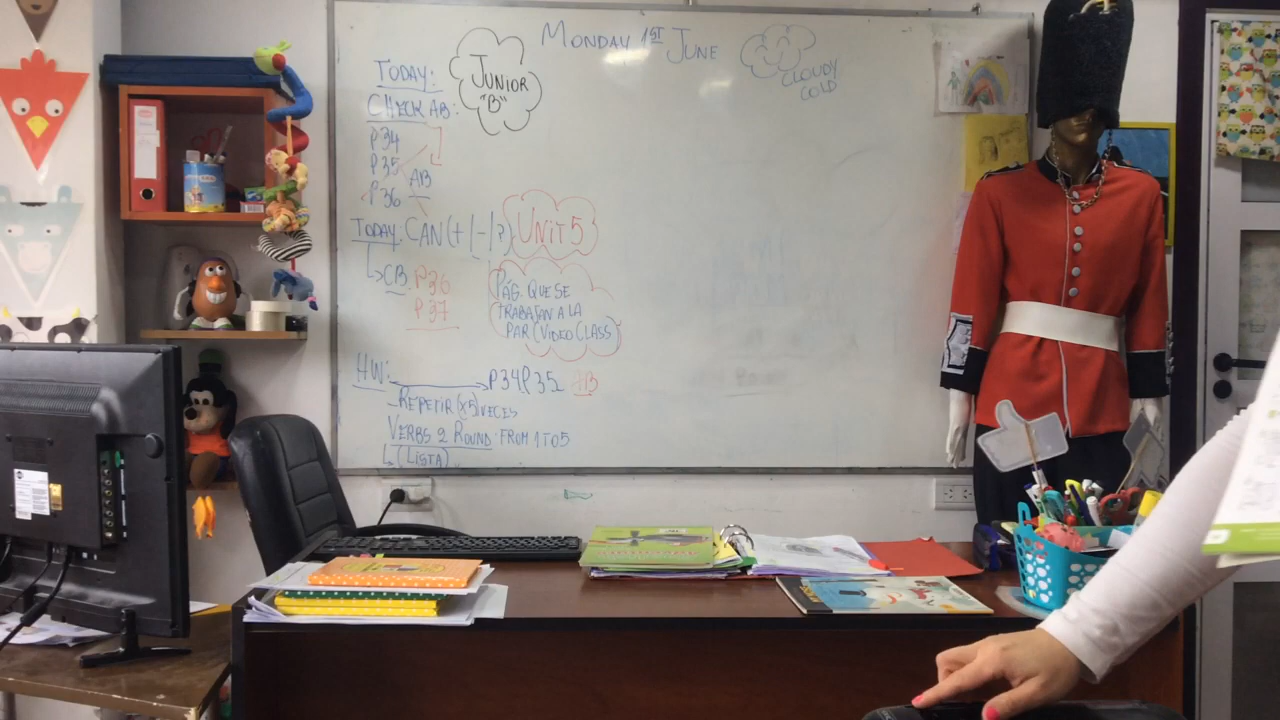 MONDAY 1ST JUNE
CLOUDY
COLD
JUNIOR
"B"
TODAY:
CHECK AB:
P34
P35
P36
AB
TODAY: CAN (+ | - | ?)
UNIT 5
CB P36
P37
PÁG. QUE SE
TRABAJAN A LA
PAR (VIDEO CLASS)
HW: P34 P35 AB
REPETIR (x5) VECES
VERBS 2 ROUND: FROM 1 TO 5
(LISTA)